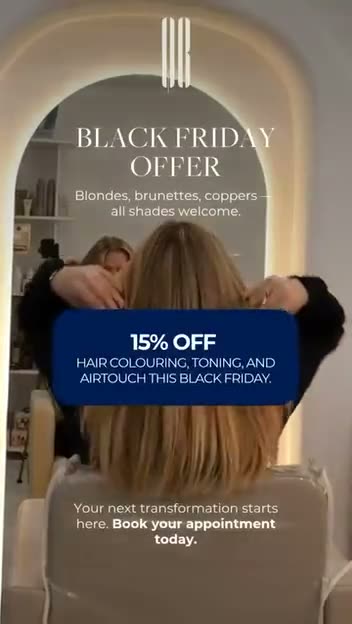 BLACK FRIDAY
OFFER
Blondes, brunettes, coppers —
all shades welcome.
15% OFF
HAIR COLOURING, TONING, AND
AIRTOUCH THIS BLACK FRIDAY.
Your next transformation starts
here. Book your appointment
today.